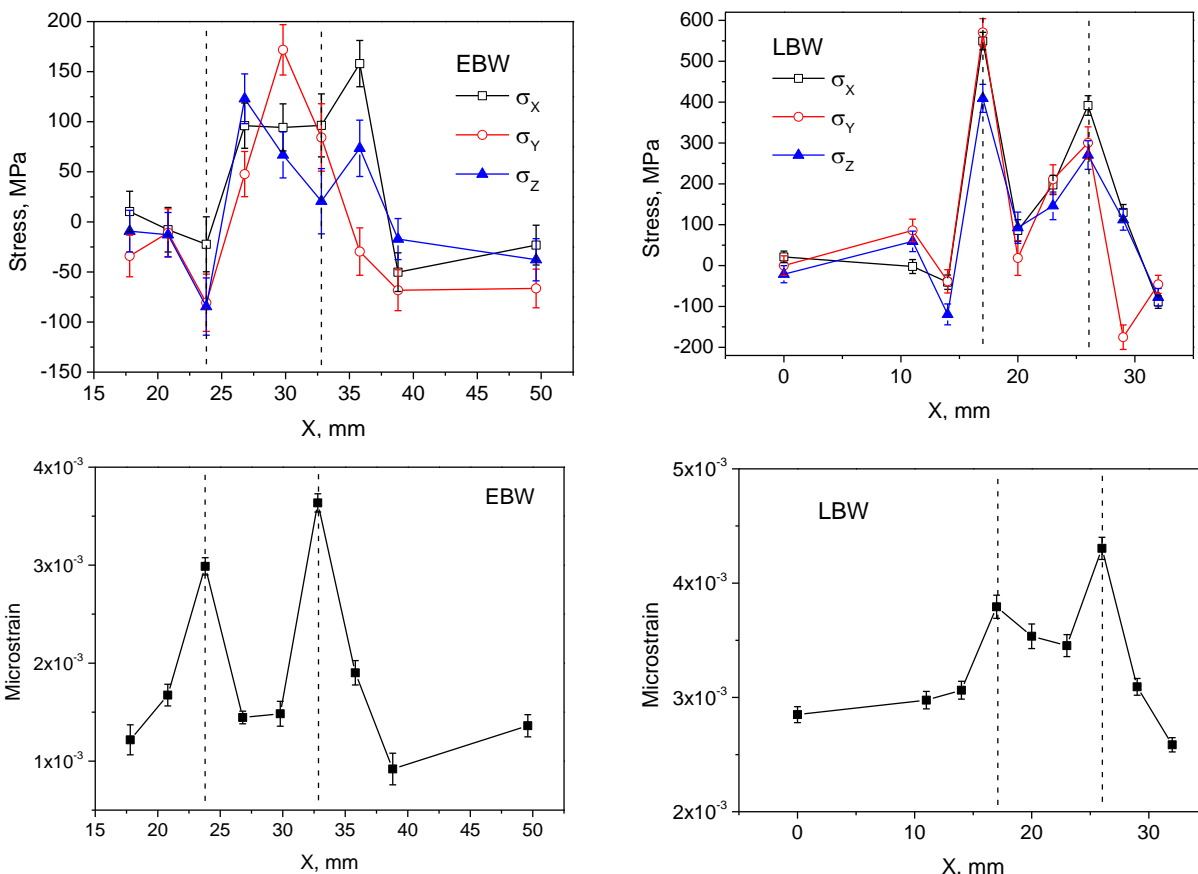 EBW
σX
σY
σZ
Stress, MPa
200
150
100
50
0
-50
-100
-150
15 20 25 30 35 40 45 50
X, mm
LBW
σX
σY
σZ
Stress, MPa
600
500
400
300
200
100
0
-100
-200
0 10 20 30
X, mm
EBW
Microstrain
4x10-3
3x10-3
2x10-3
1x10-3
15 20 25 30 35 40 45 50
X, mm
LBW
Microstrain
5x10-3
4x10-3
3x10-3
2x10-3
0 10 20 30
X, mm